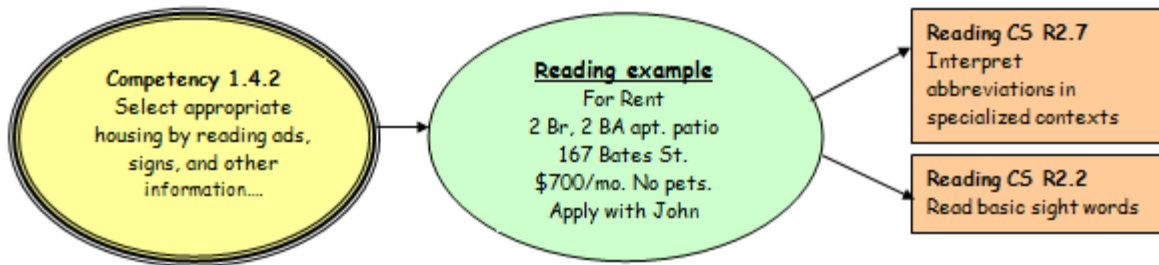 Competency 1.4.2
Select appropriate
housing by reading ads,
signs, and other
information....
Reading example
For Rent
2 Br, 2 BA apt. patio
167 Bates St.
$700/mo. No pets.
Apply with John
Reading CS R2.7
Interpret
abbreviations in
specialized contexts
Reading CS R2.2
Read basic sight words